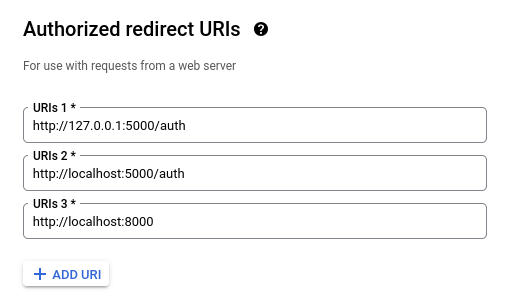 Authorized redirect URIs
For use with requests from a web server
URIs 1 *
http://127.0.0.1:5000/auth
URIs 2 *
http://localhost:5000/auth
URIs 3 *
http://localhost:8000
ADD URI